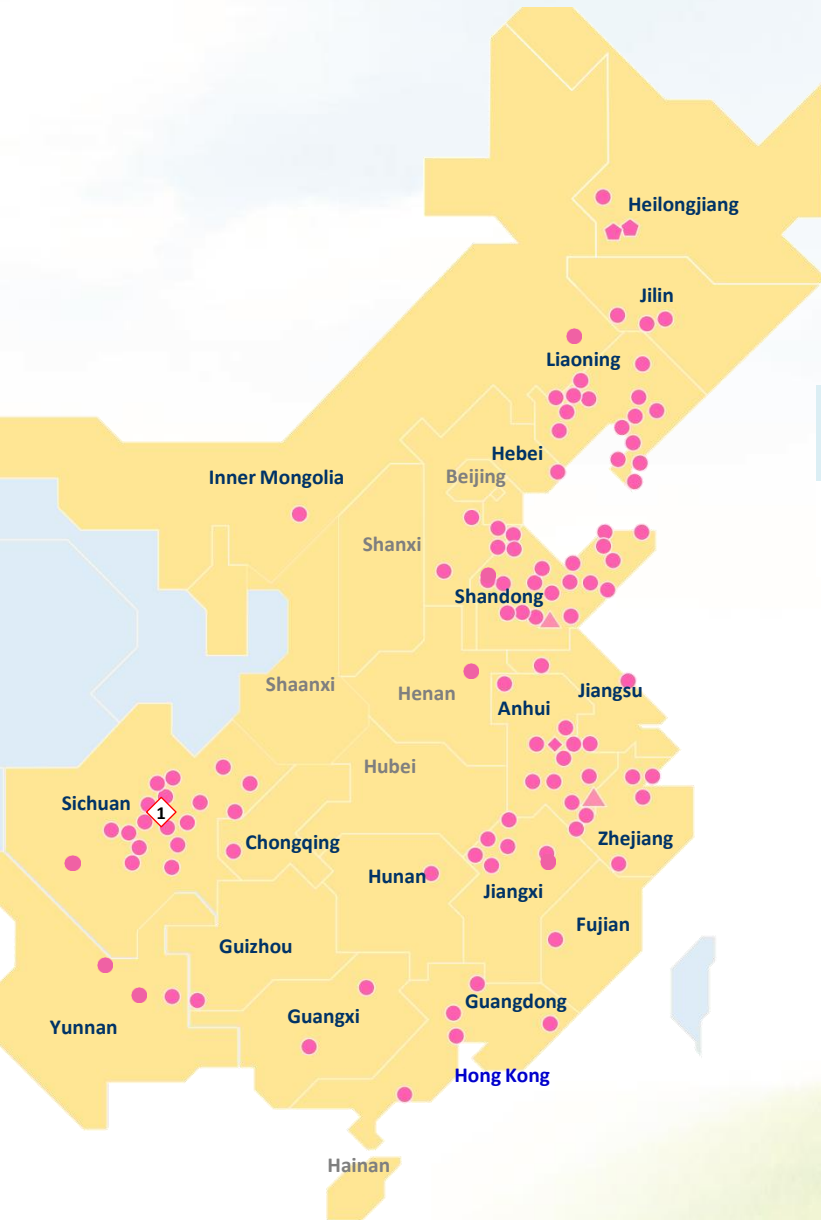 Heilongjiang
Jilin
Liaoning
Hebei
Beijing
Inner Mongolia
Shanxi
Shandong
Shaanxi
Henan
Jiangsu
Anhui
Hubei
Sichuan
1
Chongqing
Zhejiang
Hunan
Jiangxi
Fujian
Guizhou
Guangdong
Guangxi
Yunnan
Hong Kong
Hainan